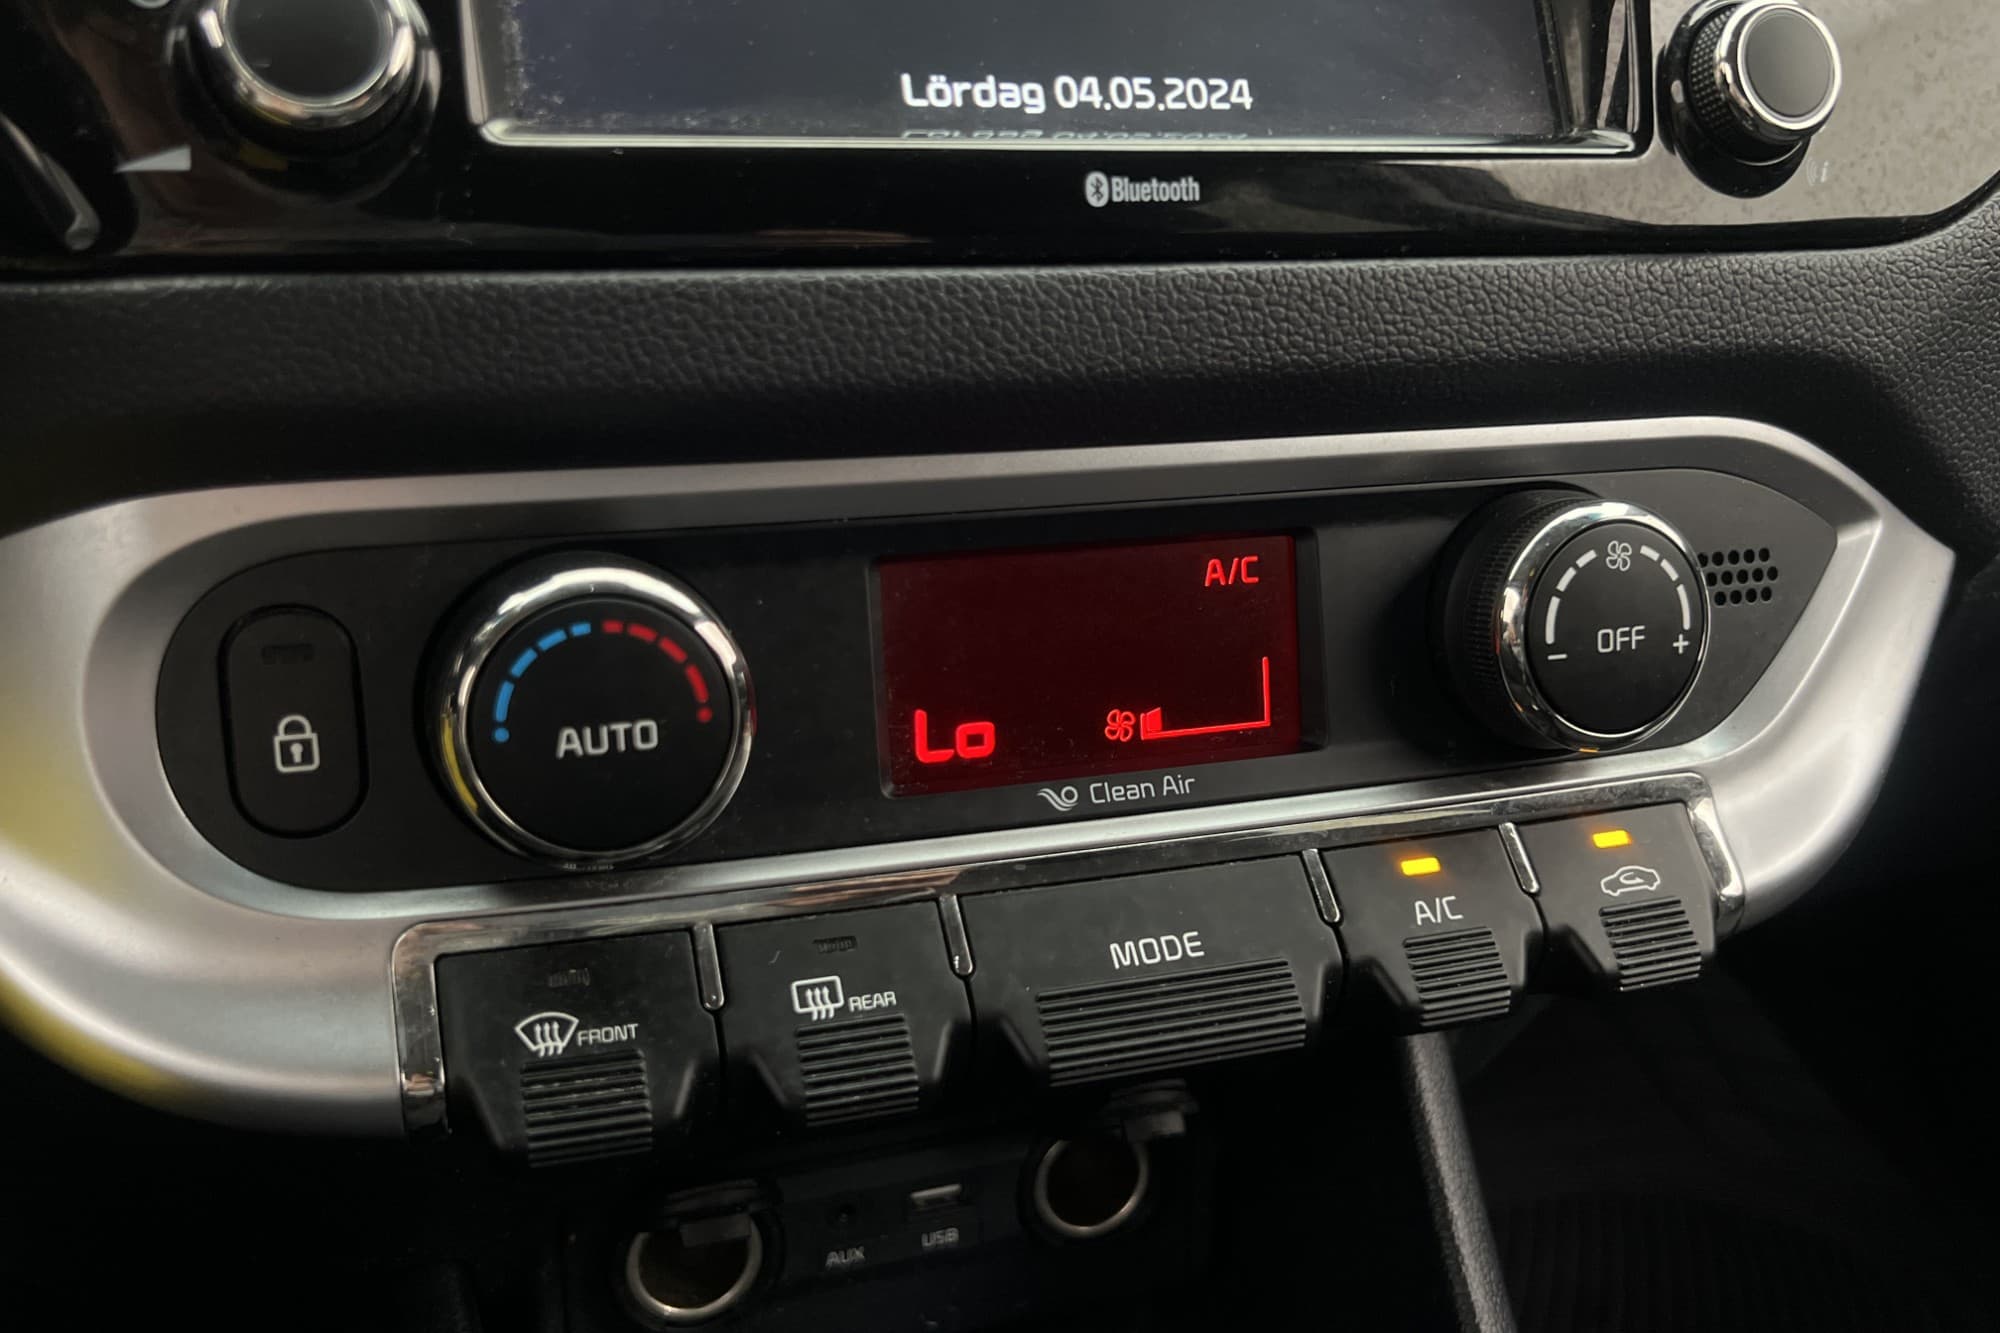 Lördag 04.05.2024
Bluetooth
A/C
OFF
- +
AUTO
Lo
Clean Air
A/C
MODE
REAR
FRONT
AUX
USB